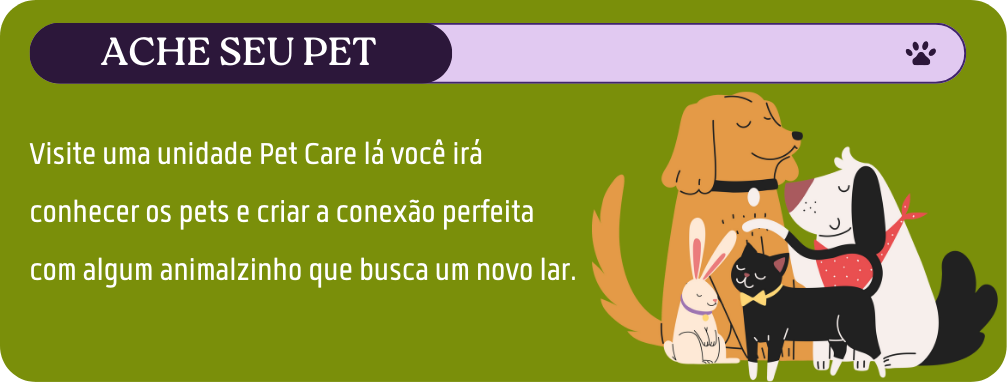 ACHE SEU PET
Visite uma unidade Pet Care lá você irá
conhecer os pets e criar a conexão perfeita
com algum animalzinho que busca um novo lar.